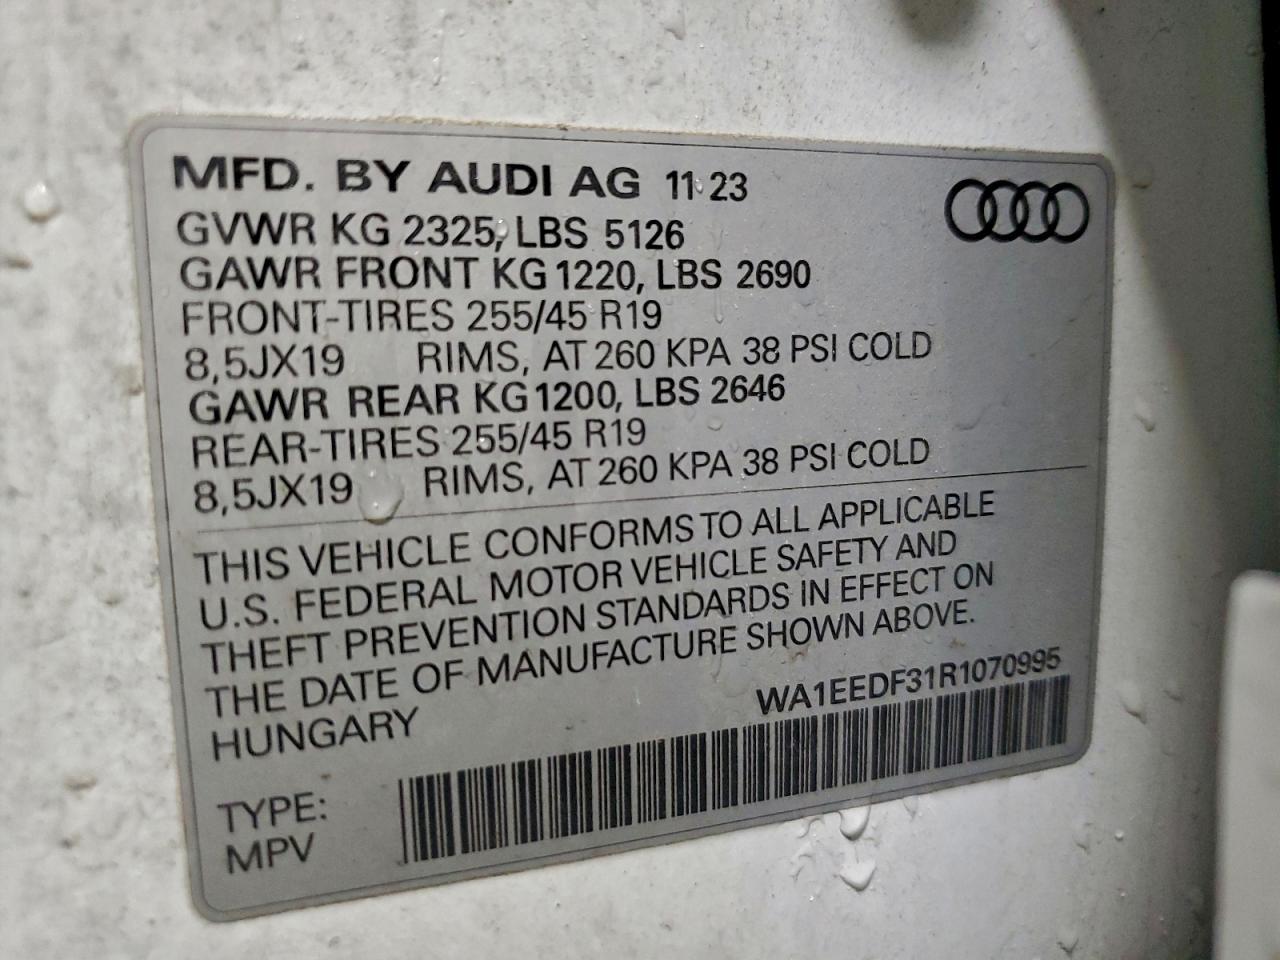 MFD. BY AUDI AG 11 23
GVWR KG 2325, LBS 5126
GAWR FRONT KG 1220, LBS 2690
FRONT-TIRES 255/45 R19
8,5JX19 RIMS, AT 260 KPA 38 PSI COLD
GAWR REAR KG 1200, LBS 2646
REAR-TIRES 255/45 R19
8,5JX19 RIMS, AT 260 KPA 38 PSI COLD
THIS VEHICLE CONFORMS TO ALL APPLICABLE
U.S. FEDERAL MOTOR VEHICLE SAFETY AND
THEFT PREVENTION STANDARDS IN EFFECT ON
THE DATE OF MANUFACTURE SHOWN ABOVE.
HUNGARY
WA1EEDF31R1070995
TYPE:
MPV